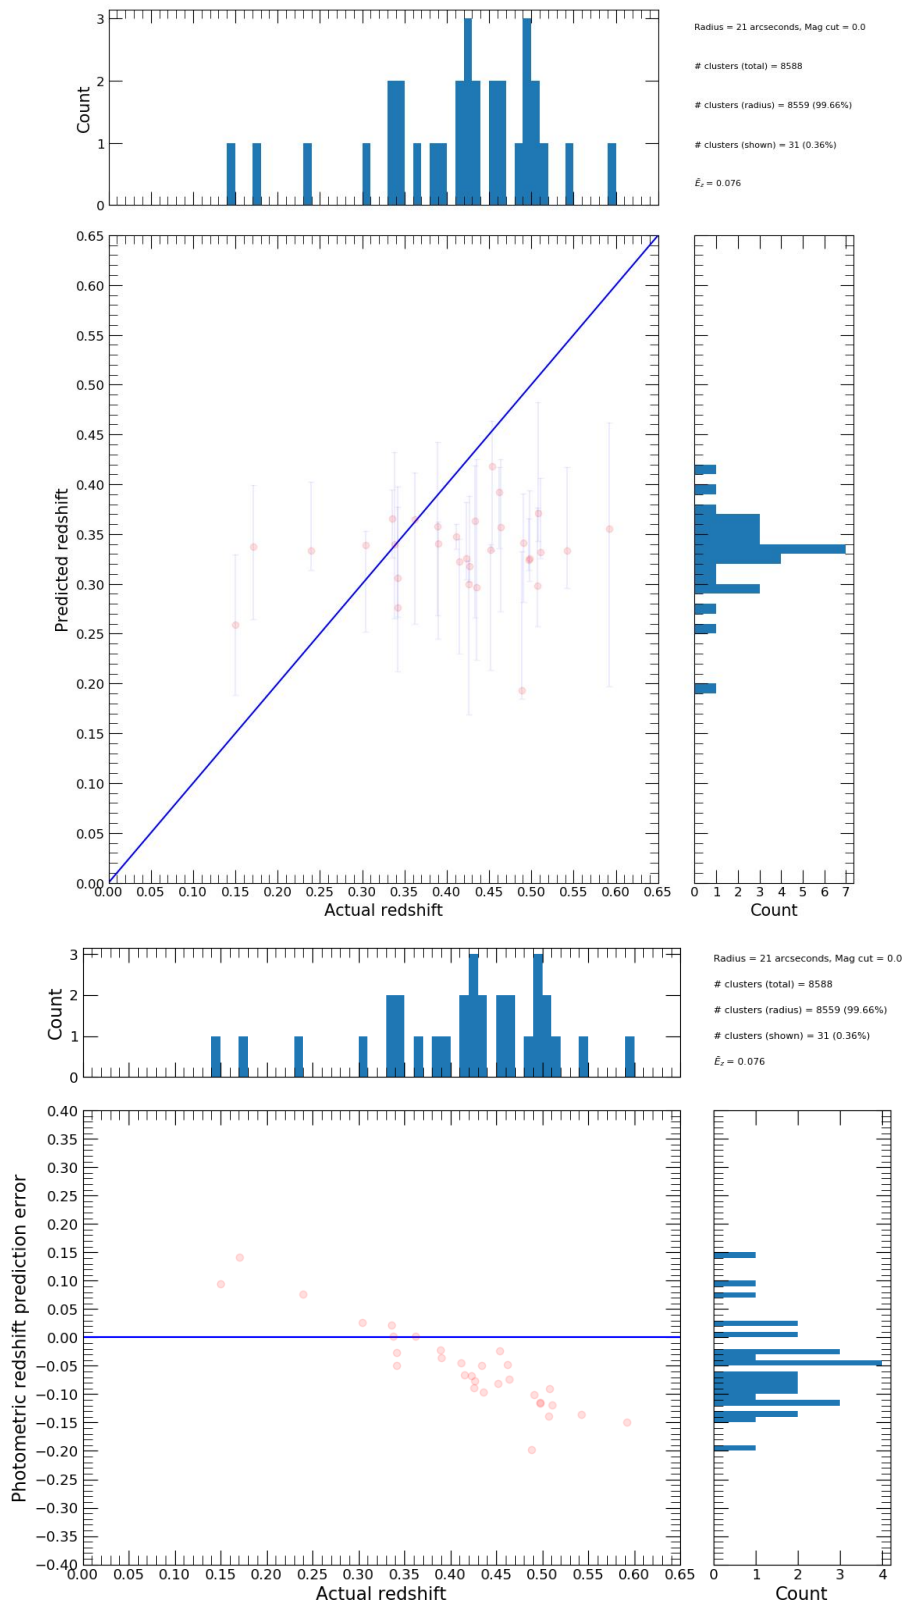 3
2
1
0
Count
Radius = 21 arcseconds, Mag cut = 0.0
# clusters (total) = 8588
# clusters (radius) = 8559 (99.66%)
# clusters (shown) = 31 (0.36%)
Ēz = 0.076
0.65
0.60
0.55
0.50
0.45
0.40
0.35
0.30
0.25
0.20
0.15
0.10
0.05
0.00
Predicted redshift
0.00 0.05 0.10 0.15 0.20 0.25 0.30 0.35 0.40 0.45 0.50 0.55 0.60 0.65
Actual redshift
0 1 2 3 4 5 6 7
Count
3
2
1
0
Count
Radius = 21 arcseconds, Mag cut = 0.0
# clusters (total) = 8588
# clusters (radius) = 8559 (99.66%)
# clusters (shown) = 31 (0.36%)
Ēz = 0.076
0.40
0.35
0.30
0.25
0.20
0.15
0.10
0.05
0.00
−0.05
−0.10
−0.15
−0.20
−0.25
−0.30
−0.35
−0.40
Photometric redshift prediction error
0.00 0.05 0.10 0.15 0.20 0.25 0.30 0.35 0.40 0.45 0.50 0.55 0.60 0.65
Actual redshift
0 1 2 3 4
Count